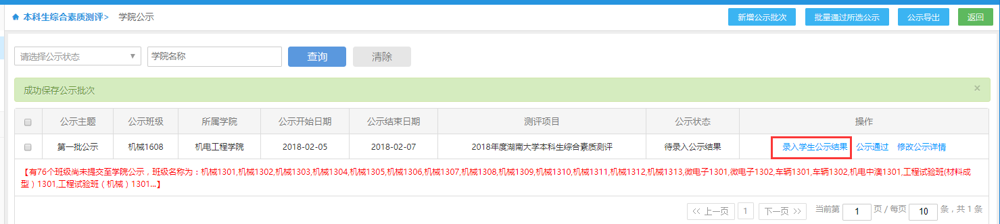 本科生综合素质测评> 学院公示 新增公示批次 批量通过所选公示 公示导出 返回
请选择公示状态 ▼ 学院名称 查询 清除
成功保存公示批次 ×
公示主题 公示班级 所属学院 公示开始日期 公示结束日期 测评项目 公示状态 操作
第一批公示 机械1608 机电工程学院 2018-02-05 2018-02-07 2018年度湖南大学本科生综合素质测评 待录入公示结果 录入学生公示结果 公示通过 修改公示详情
【有76个班级尚未提交至学院公示，班级名称为：机械1301,机械1302,机械1303,机械1304,机械1305,机械1306,机械1307,机械1308,机械1309,机械1310,机械1311,机械1312,机械1313,微电子1301,微电子1302,车辆1301,车辆1302,机电中澳1301,工程试验班(材料成
型）1301,工程试验班（机械）1301...】
<< 上一页 1 下一页 >> 当前第 1 页 / 每页 10 条，共 1 条